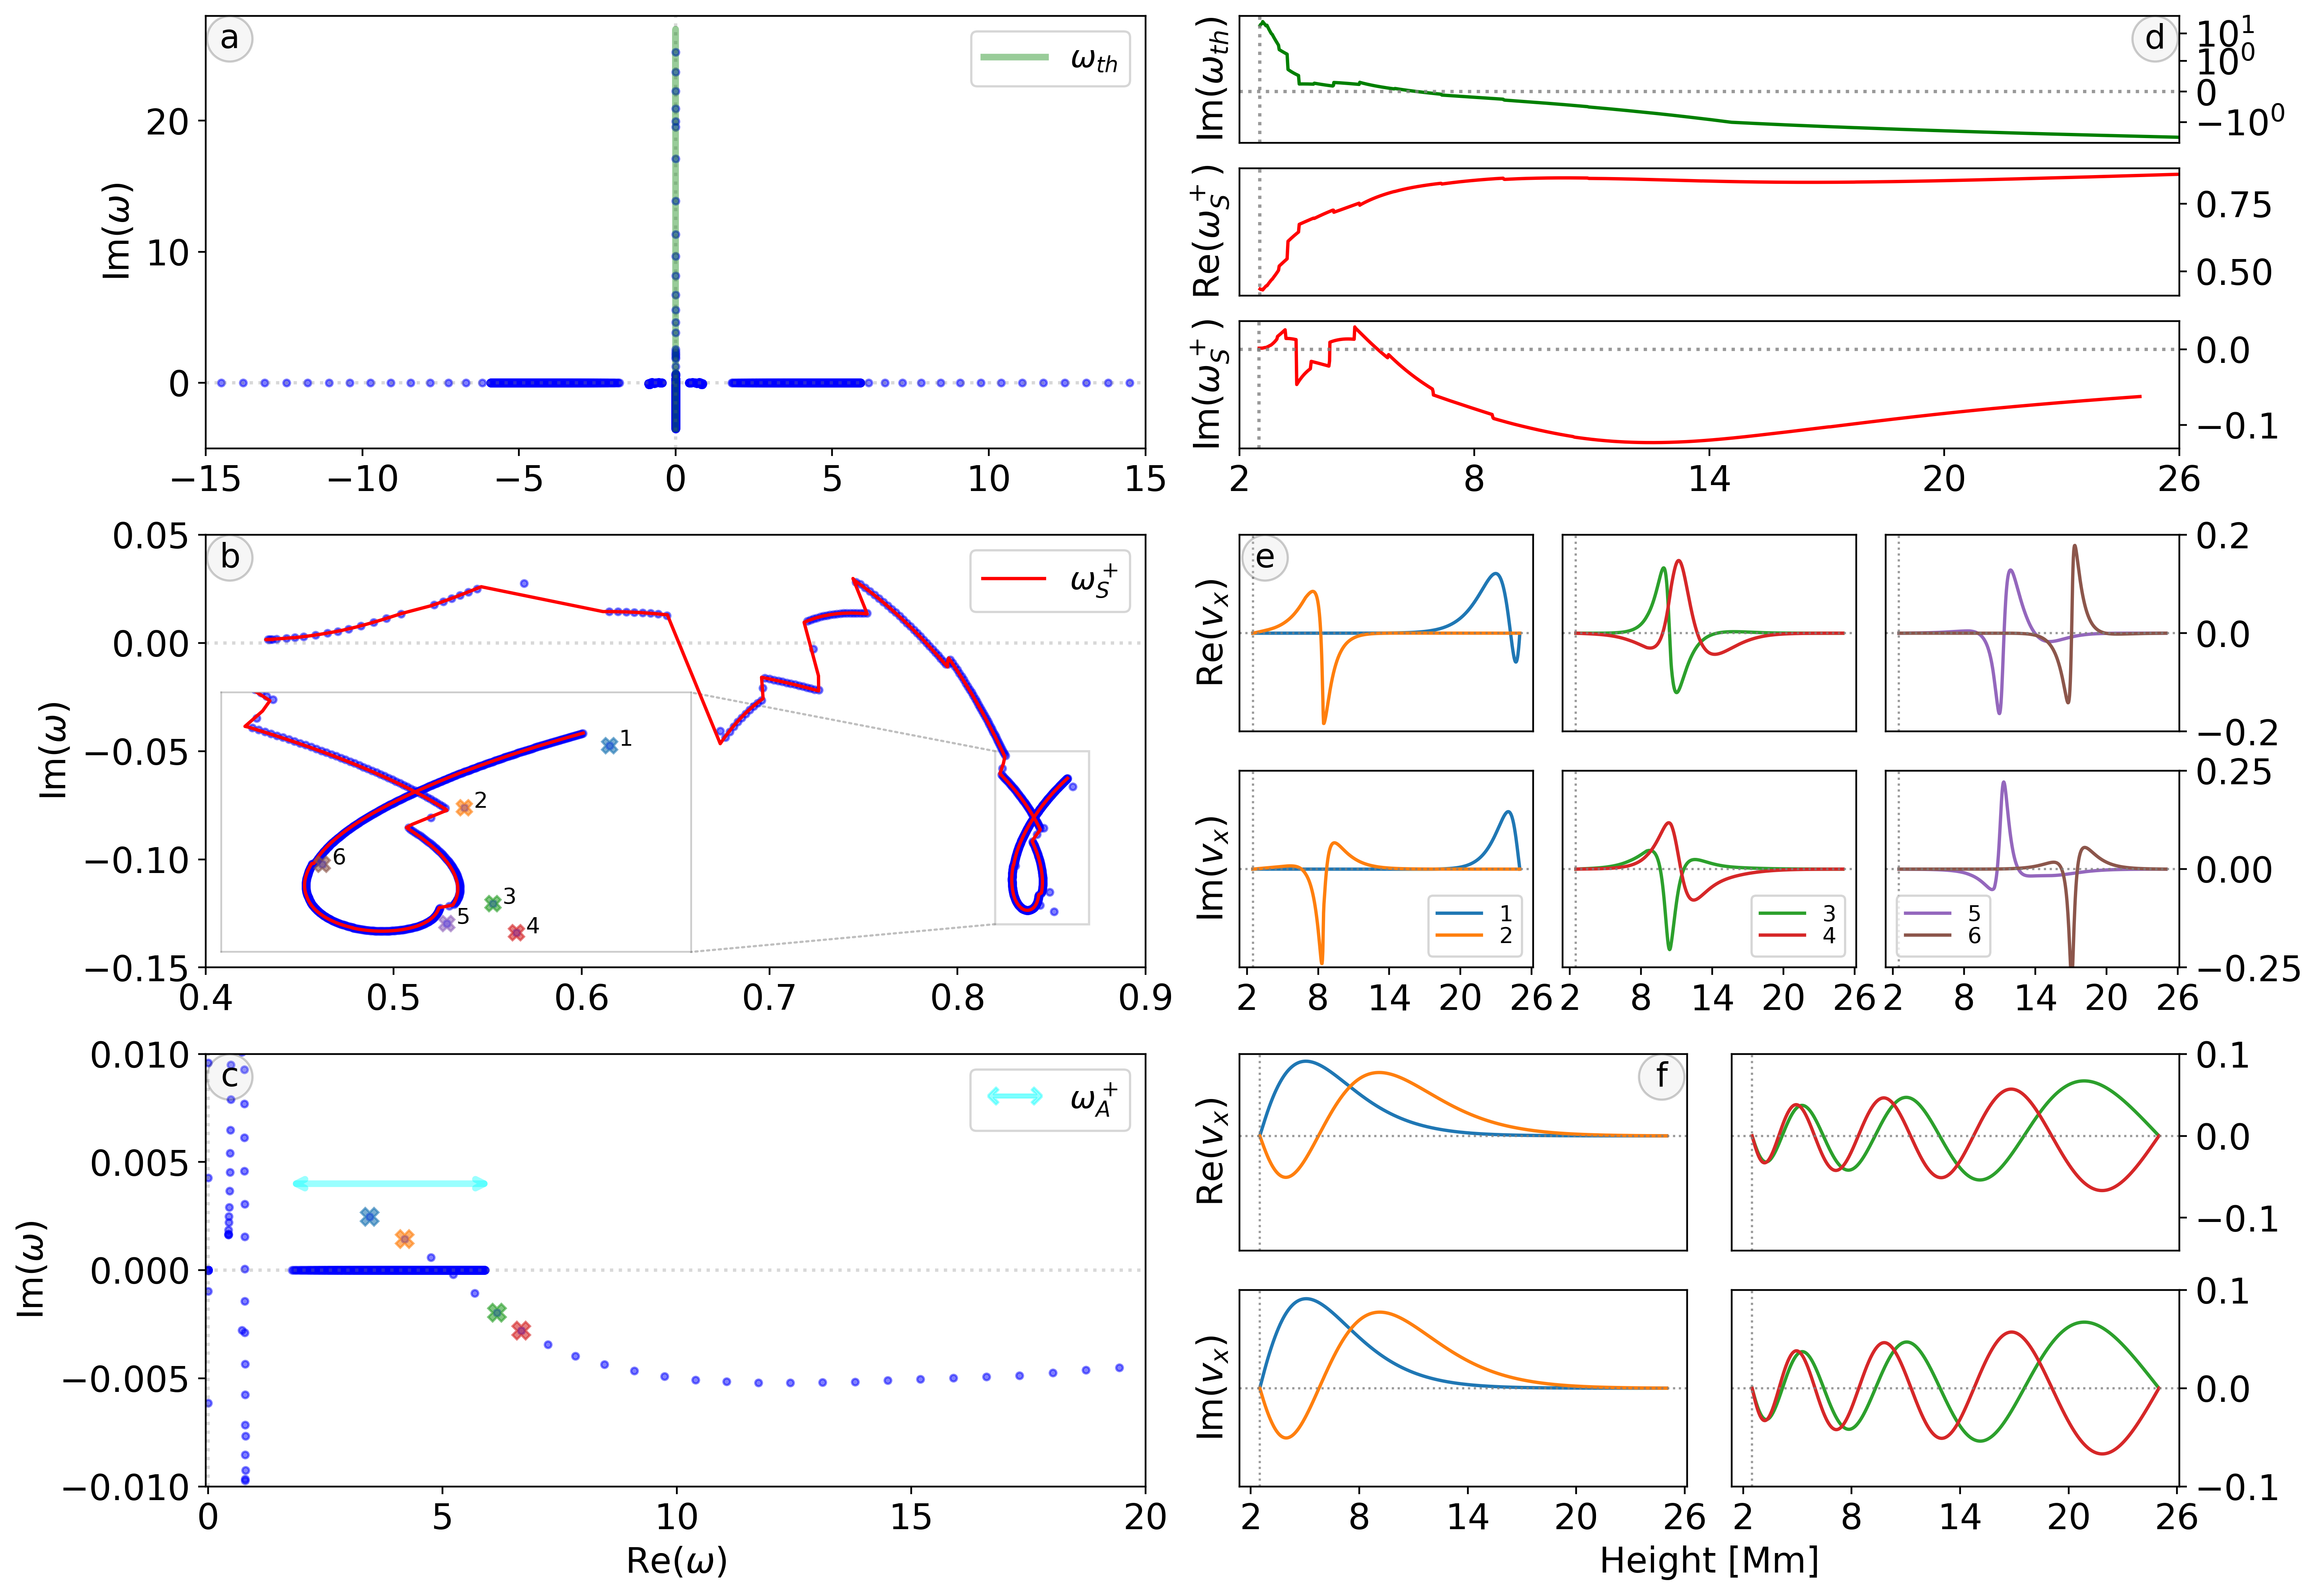 a
ω_th
Im(ω)
20
10
0
−15 −10 −5 0 5 10 15
d
Im(ω_th)
10^1
10^0
0
−10^0
Re(ω_S^+)
0.75
0.50
Im(ω_S^+)
0.0
−0.1
2 8 14 20 26
b
ω_S^+
Im(ω)
0.05
0.00
−0.05
−0.10
−0.15
1
2
6
3
5
4
0.4 0.5 0.6 0.7 0.8 0.9
e
Re(v_x)
0.2
0.0
−0.2
Im(v_x)
0.25
0.00
−0.25
1
2
3
4
5
6
2 8 14 20 26 2 8 14 20 26 2 8 14 20 26
c
ω_A^+
Im(ω)
0.010
0.005
0.000
−0.005
−0.010
0 5 10 15 20
Re(ω)
f
Re(v_x)
0.1
0.0
−0.1
Im(v_x)
0.1
0.0
−0.1
2 8 14 20 26 2 8 14 20 26
Height [Mm]